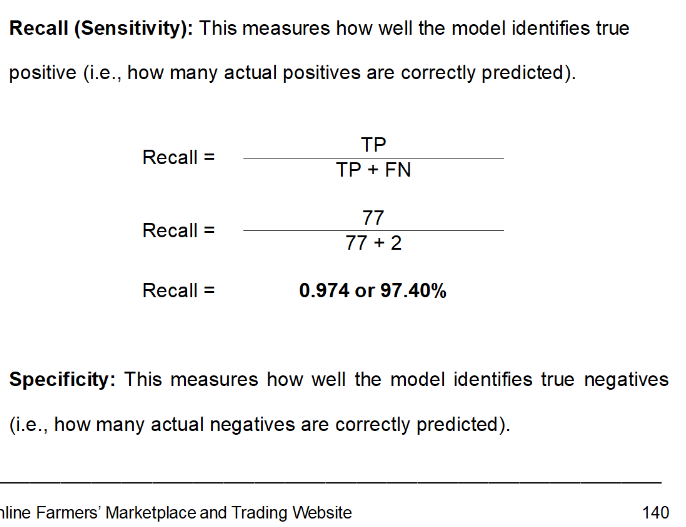 Recall (Sensitivity): This measures how well the model identifies true
positive (i.e., how many actual positives are correctly predicted).
Recall =
TP
TP + FN
Recall =
77
77 + 2
Recall =
0.974 or 97.40%
Specificity: This measures how well the model identifies true negatives
(i.e., how many actual negatives are correctly predicted).
nline Farmers’ Marketplace and Trading Website
140